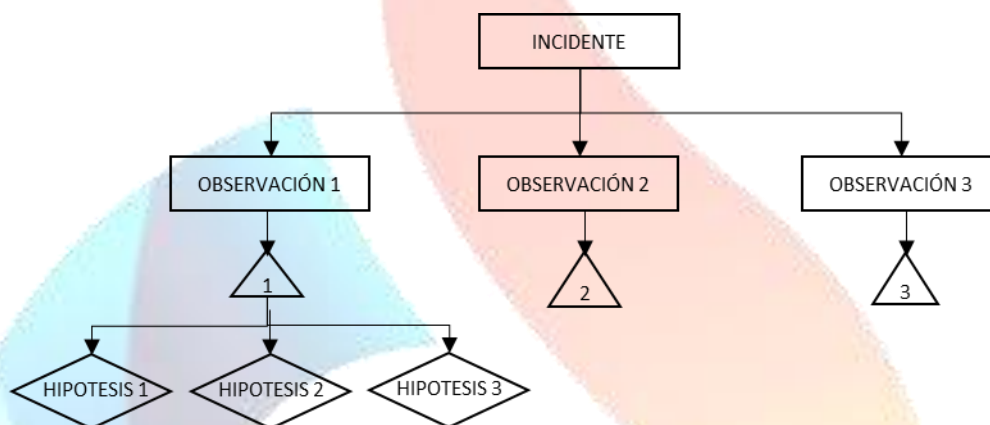 INCIDENTE
OBSERVACIÓN 1
OBSERVACIÓN 2
OBSERVACIÓN 3
1
2
3
HIPOTESIS 1
HIPOTESIS 2
HIPOTESIS 3